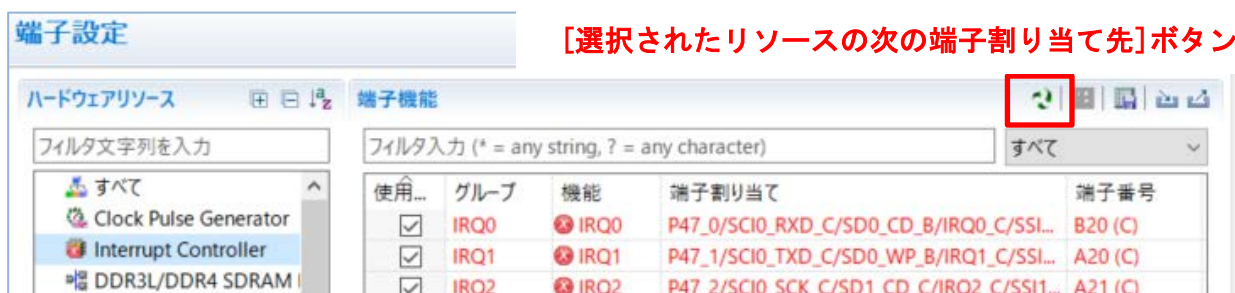 端子設定
[選択されたリソースの次の端子割り当て先]ボタン
ハードウェアリソース
端子機能
フィルタ文字列を入力
フィルタ入力 (* = any string, ? = any character)
すべて
すべて
Clock Pulse Generator
Interrupt Controller
DDR3L/DDR4 SDRAM
使用... グループ 機能 端子割り当て 端子番号
IRQ0 IRQ0 P47_0/SCI0_RXD_C/SD0_CD_B/IRQ0_C/SSI... B20 (C)
IRQ1 IRQ1 P47_1/SCI0_TXD_C/SD0_WP_B/IRQ1_C/SSI... A20 (C)
IRQ2 IRQ2 P47_2/SCI0_SCK_C/SD1_CD_C/IRQ2_C/SSI1... A21 (C)